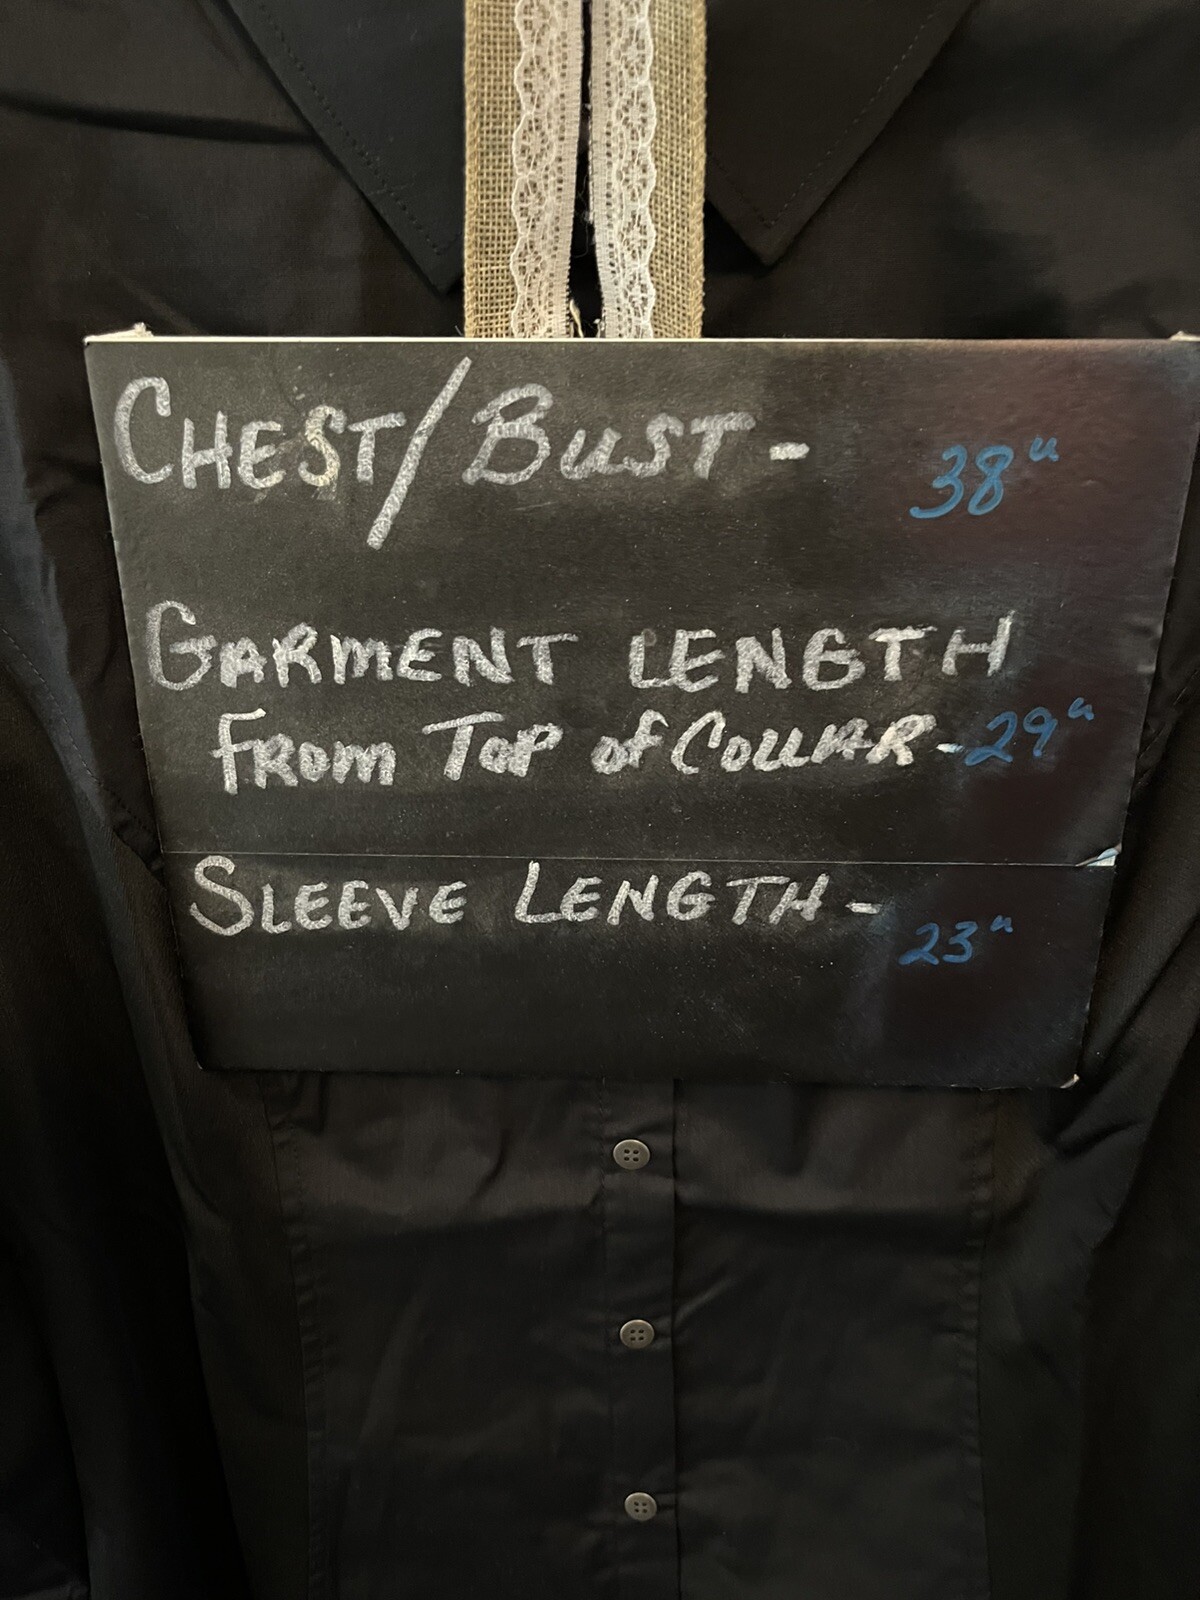 CHEST/BUST- 38"
GARMENT LENGTH
FROM TOP of COLLAR-29"
SLEEVE LENGTH- 23"